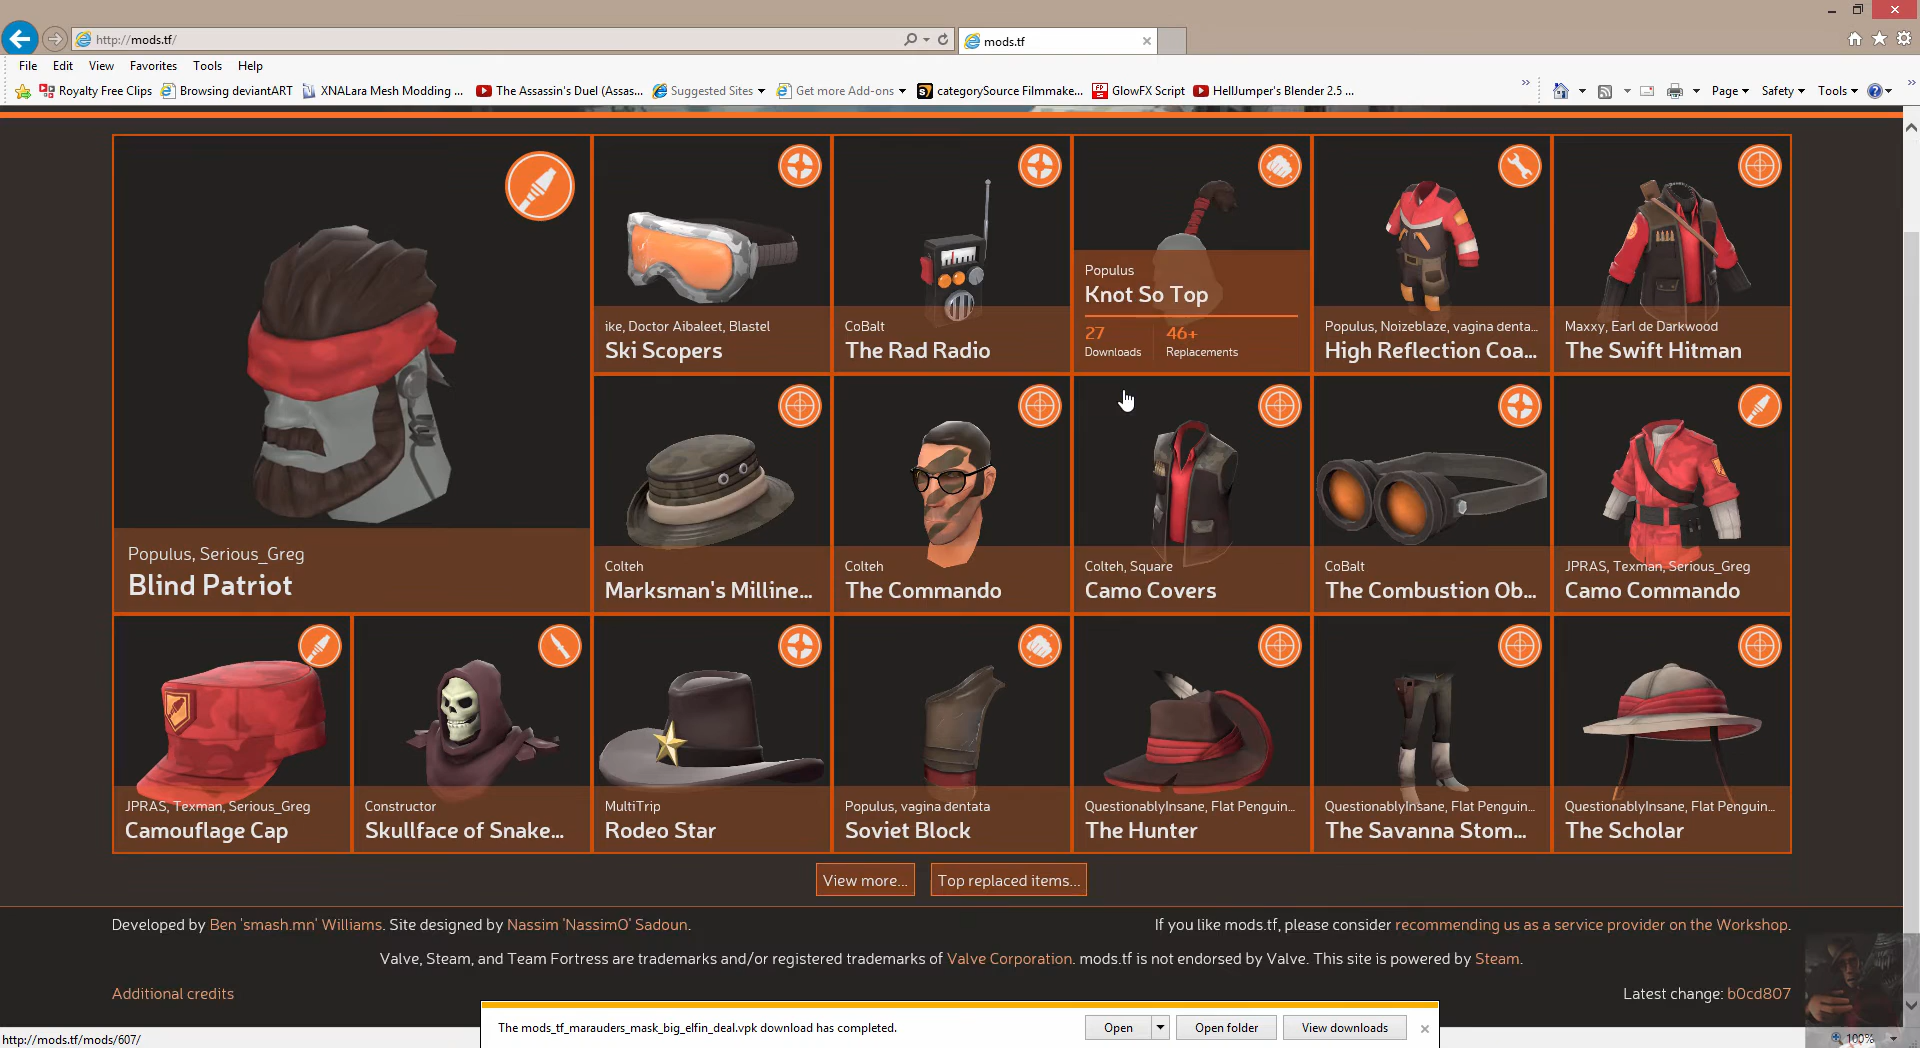 http://mods.tf/
mods.tf
File Edit View Favorites Tools Help
Royalty Free Clips Browsing deviantART XNALara Mesh Modding ... The Assassin's Duel (Assas... Suggested Sites Get more Add-ons categorySource Filmmake... GlowFX Script HellJumper's Blender 2.5 ... Page Safety Tools
Populus, Serious_Greg
Blind Patriot
ike, Doctor Aibaleet, Blastel
Ski Scopers
CoBalt
The Rad Radio
Populus
Knot So Top
27 46+
Downloads Replacements
Populus, Noizeblaze, vagina denta...
High Reflection Coa...
Maxxy, Earl de Darkwood
The Swift Hitman
Colteh
Marksman's Milline...
Colteh
The Commando
Colteh, Square
Camo Covers
CoBalt
The Combustion Ob...
JPRAS, Texman, Serious_Greg
Camo Commando
JPRAS, Texman, Serious_Greg
Camouflage Cap
Constructor
Skullface of Snake...
MultiTrip
Rodeo Star
Populus, vagina dentata
Soviet Block
QuestionablyInsane, Flat Penguin...
The Hunter
QuestionablyInsane, Flat Penguin...
The Savanna Stom...
QuestionablyInsane, Flat Penguin...
The Scholar
View more... Top replaced items...
Developed by Ben 'smash.mn' Williams. Site designed by Nassim 'NassimO' Sadoun. If you like mods.tf, please consider recommending us as a service provider on the Workshop.
Valve, Steam, and Team Fortress are trademarks and/or registered trademarks of Valve Corporation. mods.tf is not endorsed by Valve. This site is powered by Steam.
Additional credits Latest change: b0cd807
The mods_tf_marauders_mask_big_elfin_deal.vpk download has completed. Open Open folder View downloads
http://mods.tf/mods/607/ 100%